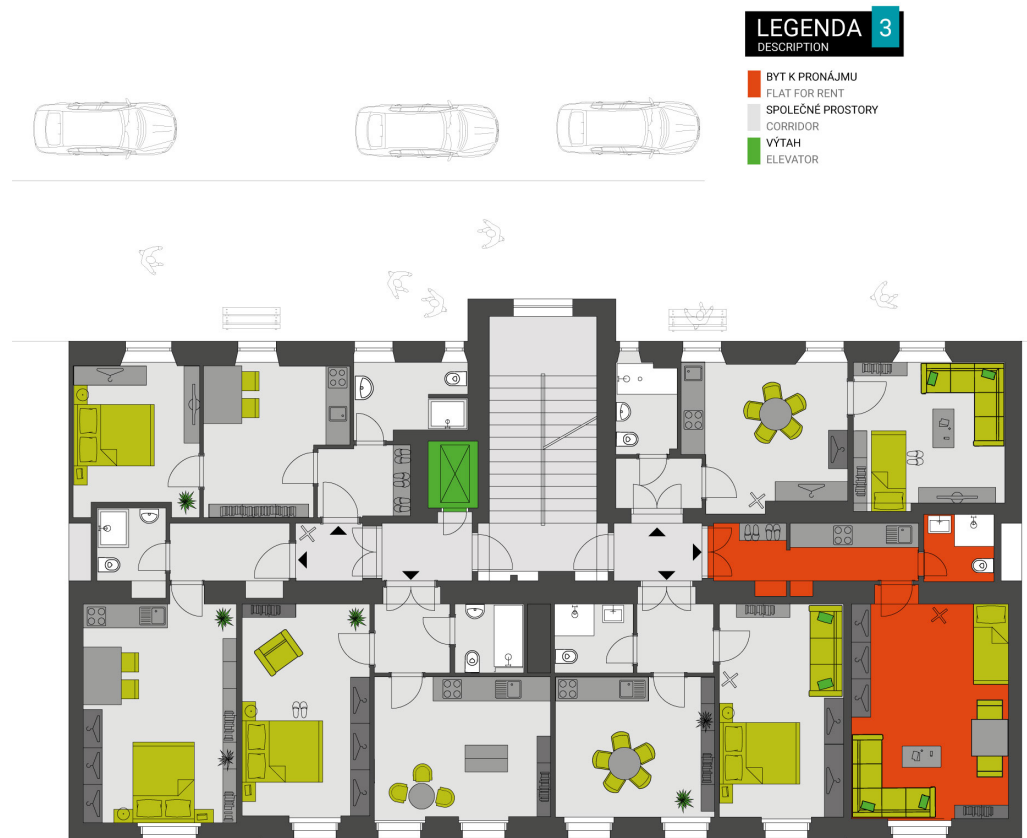 LEGENDA 3
DESCRIPTION
BYT K PRONÁJMU
FLAT FOR RENT
SPOLEČNÉ PROSTORY
CORRIDOR
VÝTAH
ELEVATOR